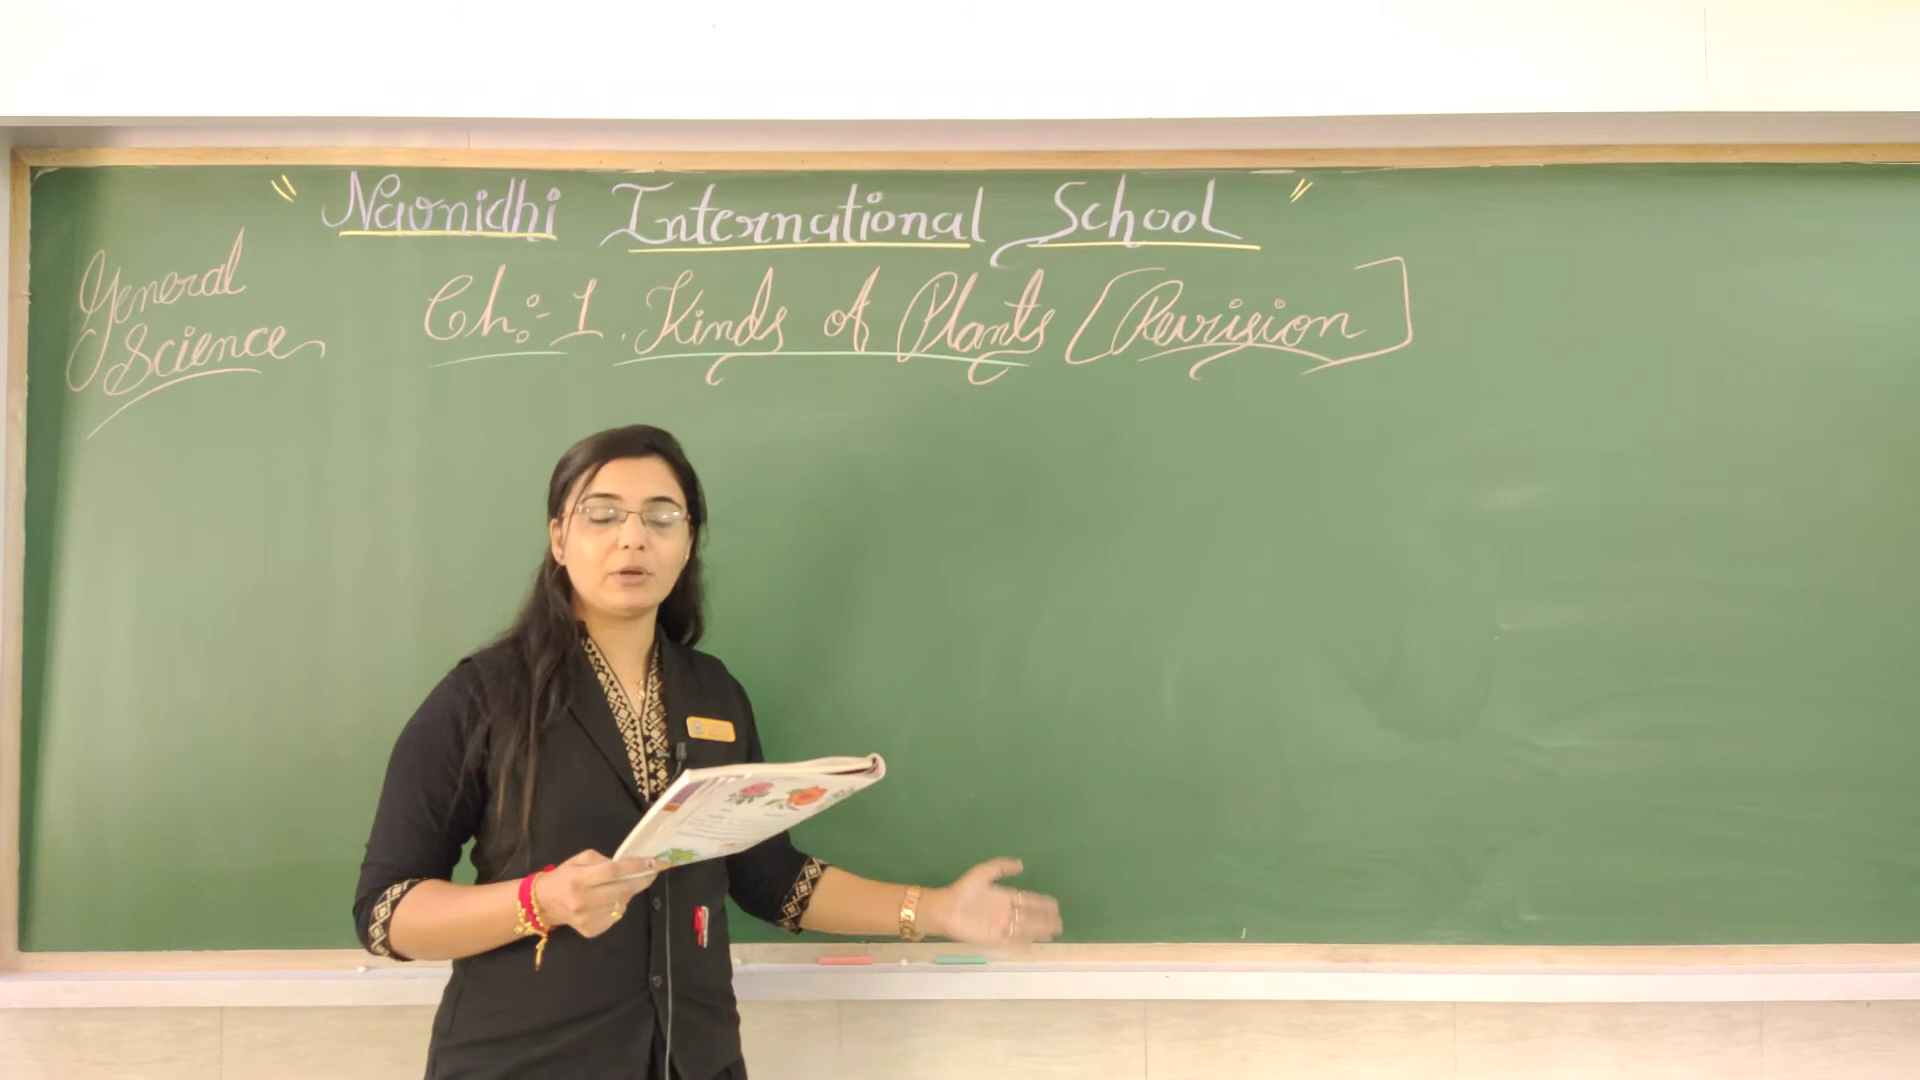 " Navnidhi International School "
General
Science
Ch:-1. Kinds of Plants [Revision]